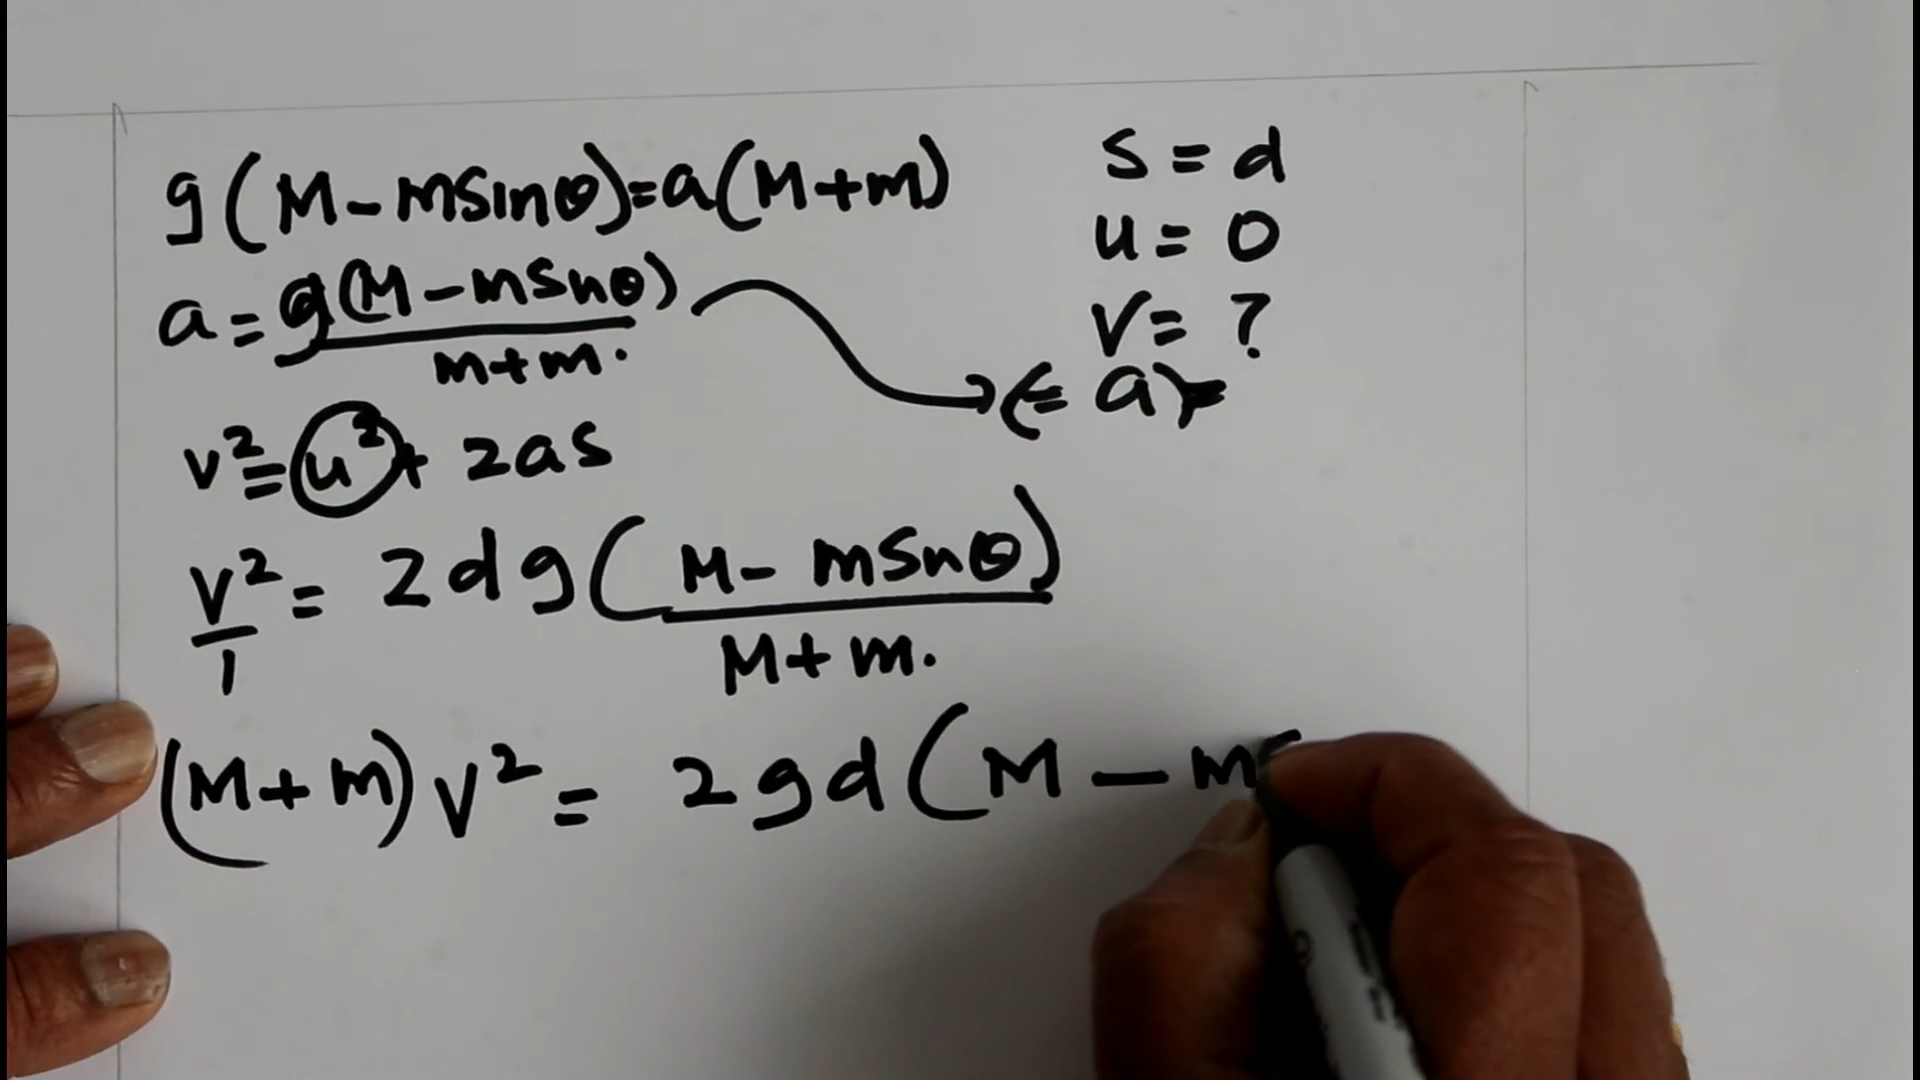 g(M-msinθ)=a(M+m)
a=g(M-msnθ)
m+m.
v²=u²+2as
v²=2dg(M-msnθ)
1 M+m.
(M+m)v²=2gd(M-m
s=d
u=0
v=?
(=a)=